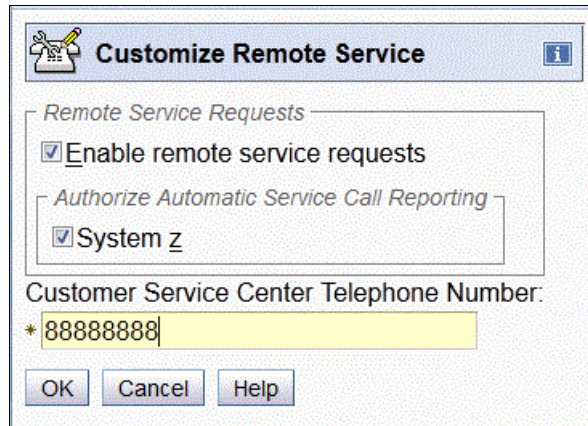 Customize Remote Service
i
Remote Service Requests
Enable remote service requests
Authorize Automatic Service Call Reporting
System z
Customer Service Center Telephone Number:
* 88888888
OK Cancel Help